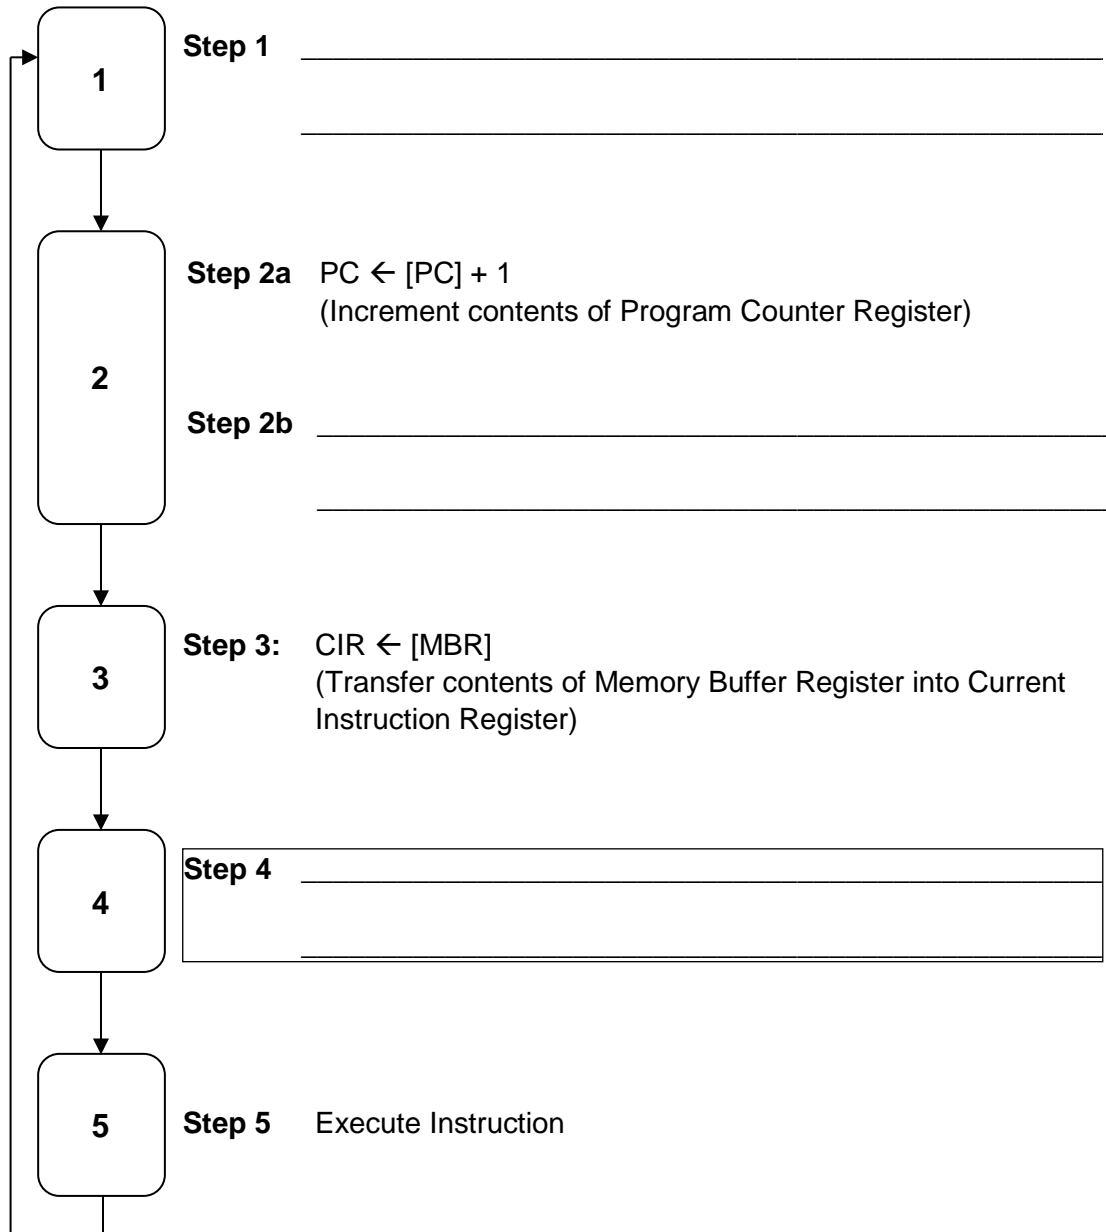 1
Step 1
2
Step 2a PC ← [PC] + 1
(Increment contents of Program Counter Register)
Step 2b
3
Step 3: CIR ← [MBR]
(Transfer contents of Memory Buffer Register into Current
Instruction Register)
4
Step 4
5
Step 5 Execute Instruction